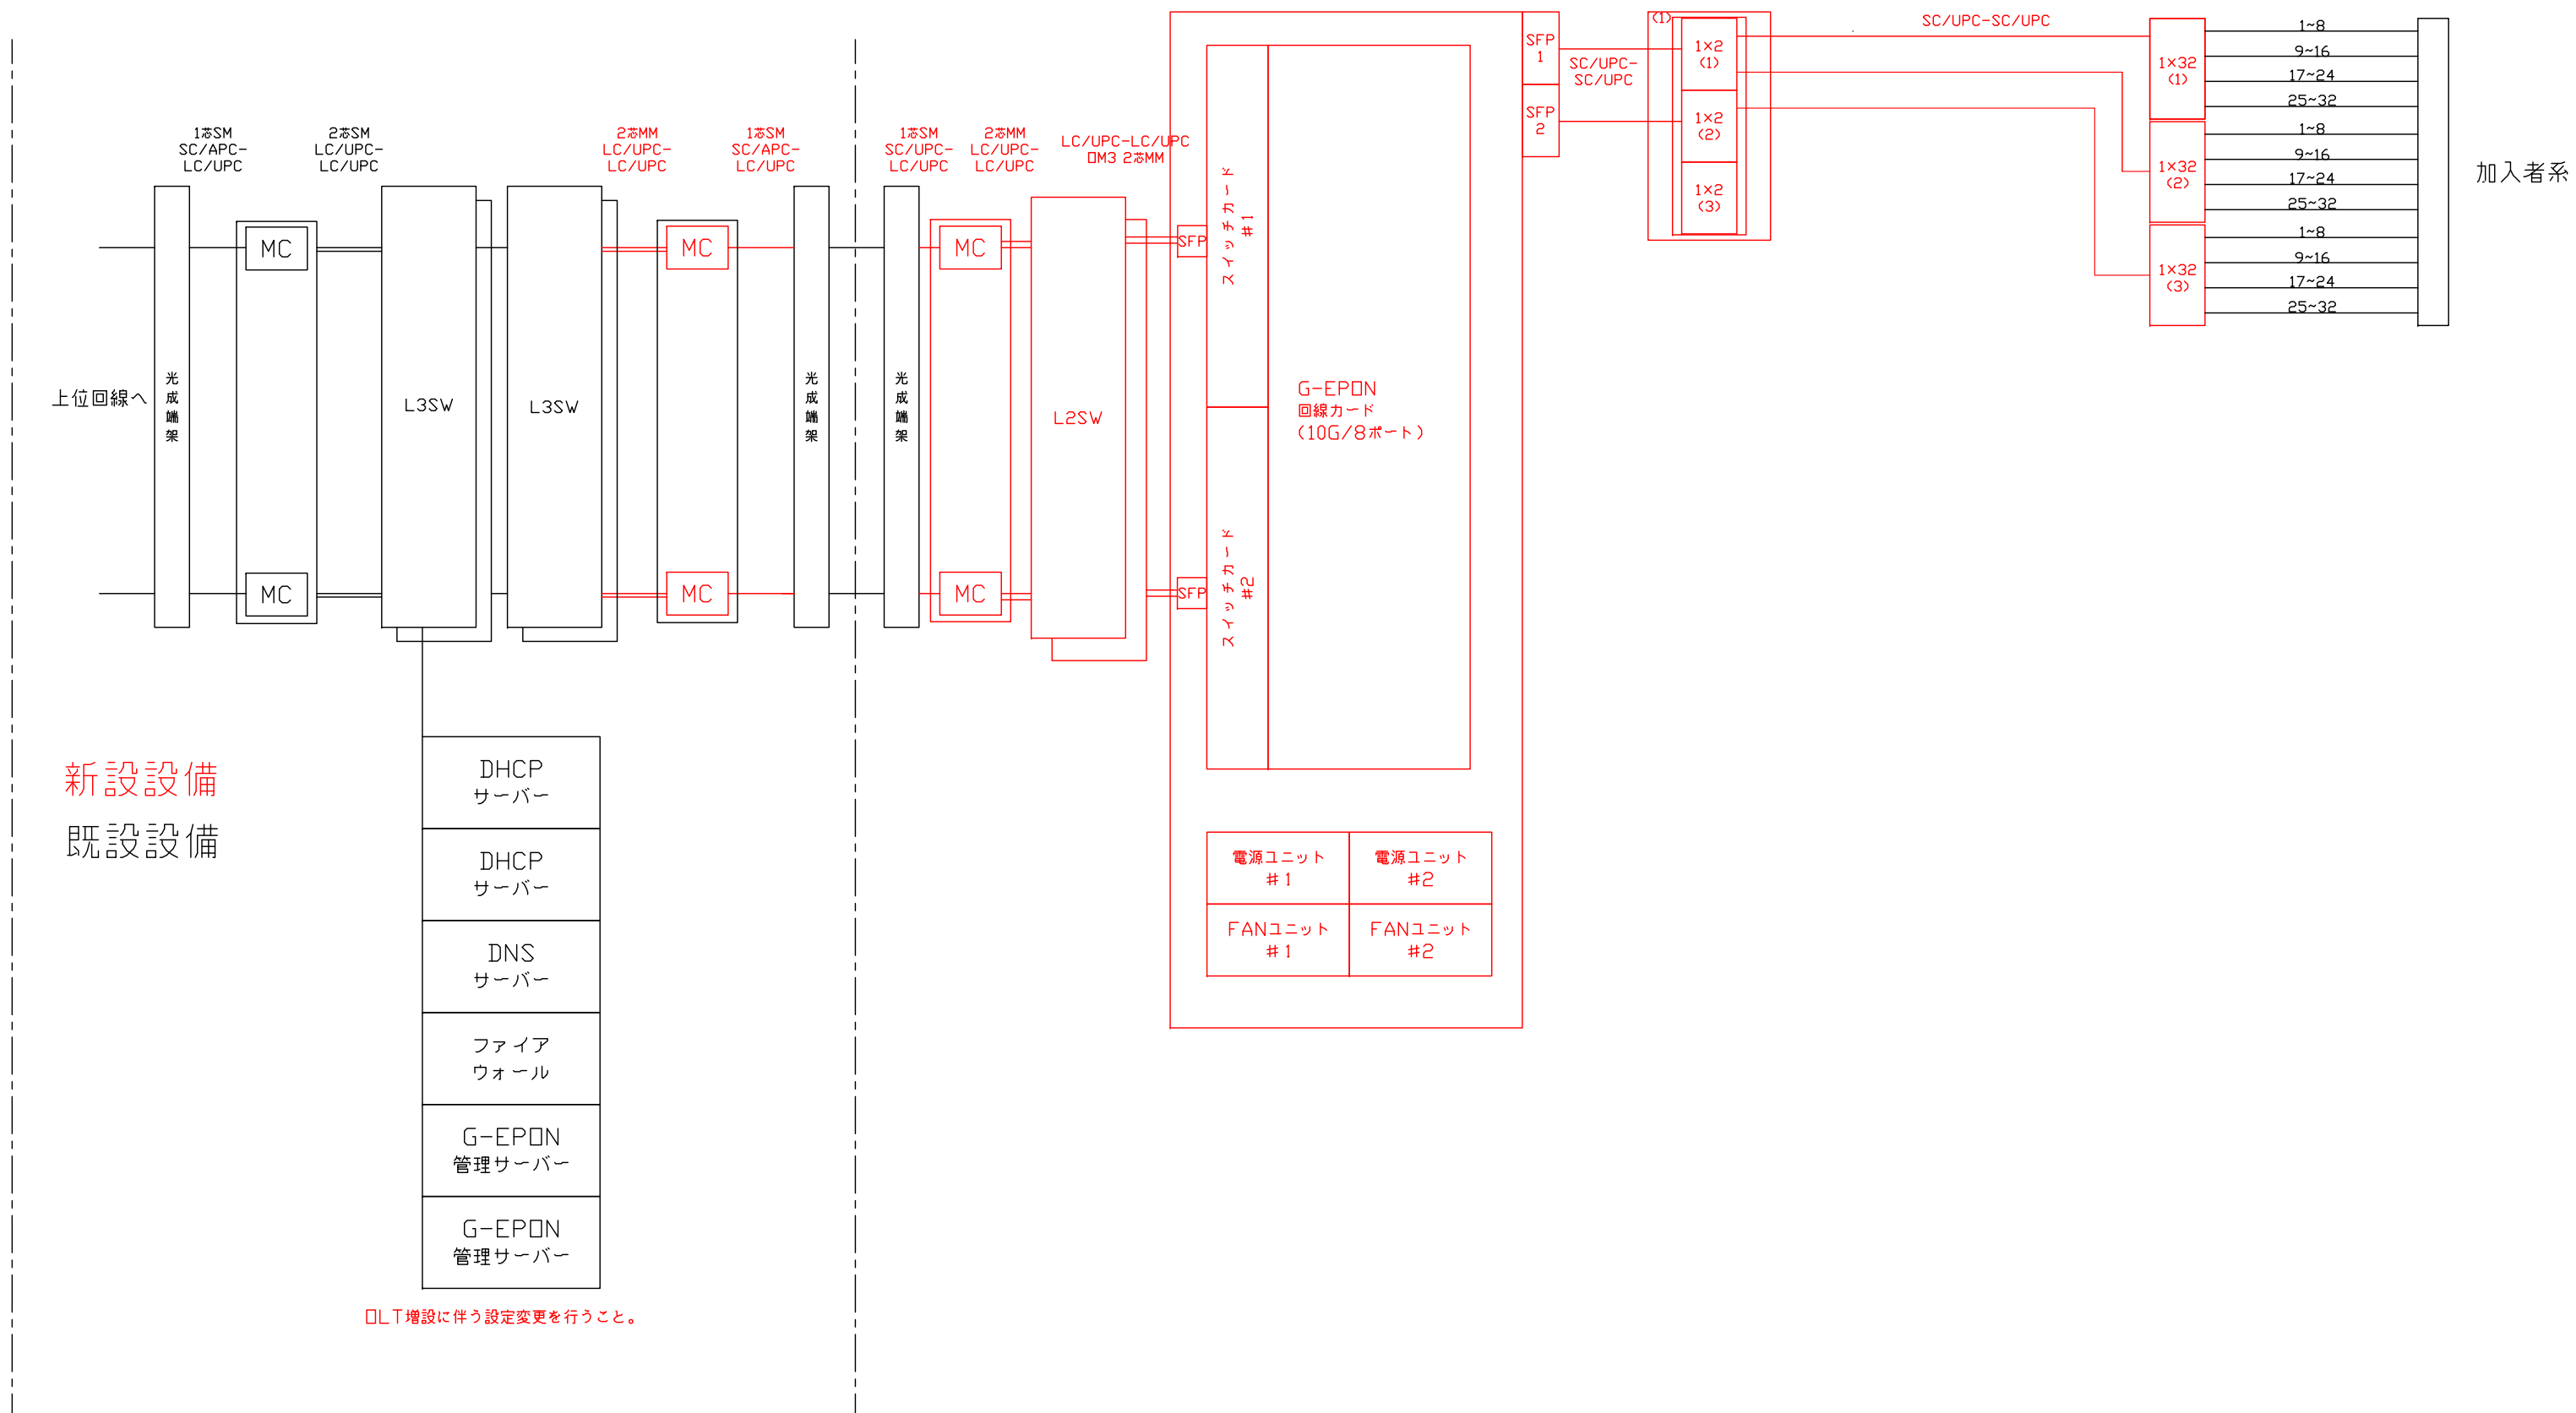 1芯SM
SC/APC-
LC/UPC
2芯SM
LC/UPC-
LC/UPC
2芯MM
LC/UPC-
LC/UPC
1芯SM
SC/APC-
LC/UPC
1芯SM
SC/UPC-
LC/UPC
2芯MM
LC/UPC-
LC/UPC
LC/UPC-LC/UPC
OM3 2芯MM
上位回線へ
光成端架
MC
MC
L3SW
L3SW
MC
MC
光成端架
光成端架
MC
MC
L2SW
SFP
SFP
スイッチカード
#1
スイッチカード
#2
G-EPON
回線カード
(10G/8ポート)
電源ユニット
#1
電源ユニット
#2
FANユニット
#1
FANユニット
#2
SFP
1
SFP
2
SC/UPC-
SC/UPC
(1)
1×2
(1)
1×2
(2)
1×2
(3)
SC/UPC-SC/UPC
1×32
(1)
1×32
(2)
1×32
(3)
1~8
9~16
17~24
25~32
1~8
9~16
17~24
25~32
1~8
9~16
17~24
25~32
加入者系
新設設備
既設設備
DHCP
サーバー
DHCP
サーバー
DNS
サーバー
ファイア
ウォール
G-EPON
管理サーバー
G-EPON
管理サーバー
OLT増設に伴う設定変更を行うこと。